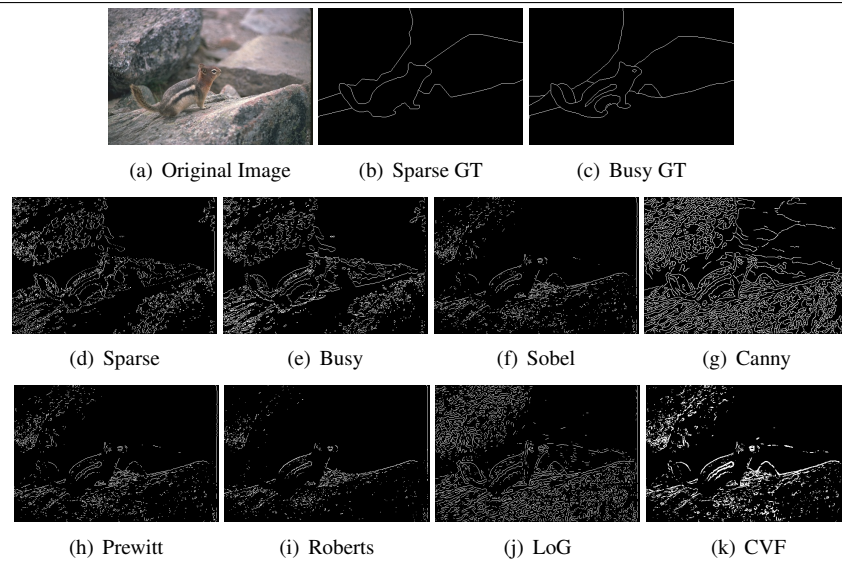 (a) Original Image (b) Sparse GT (c) Busy GT
(d) Sparse (e) Busy (f) Sobel (g) Canny
(h) Prewitt (i) Roberts (j) LoG (k) CVF